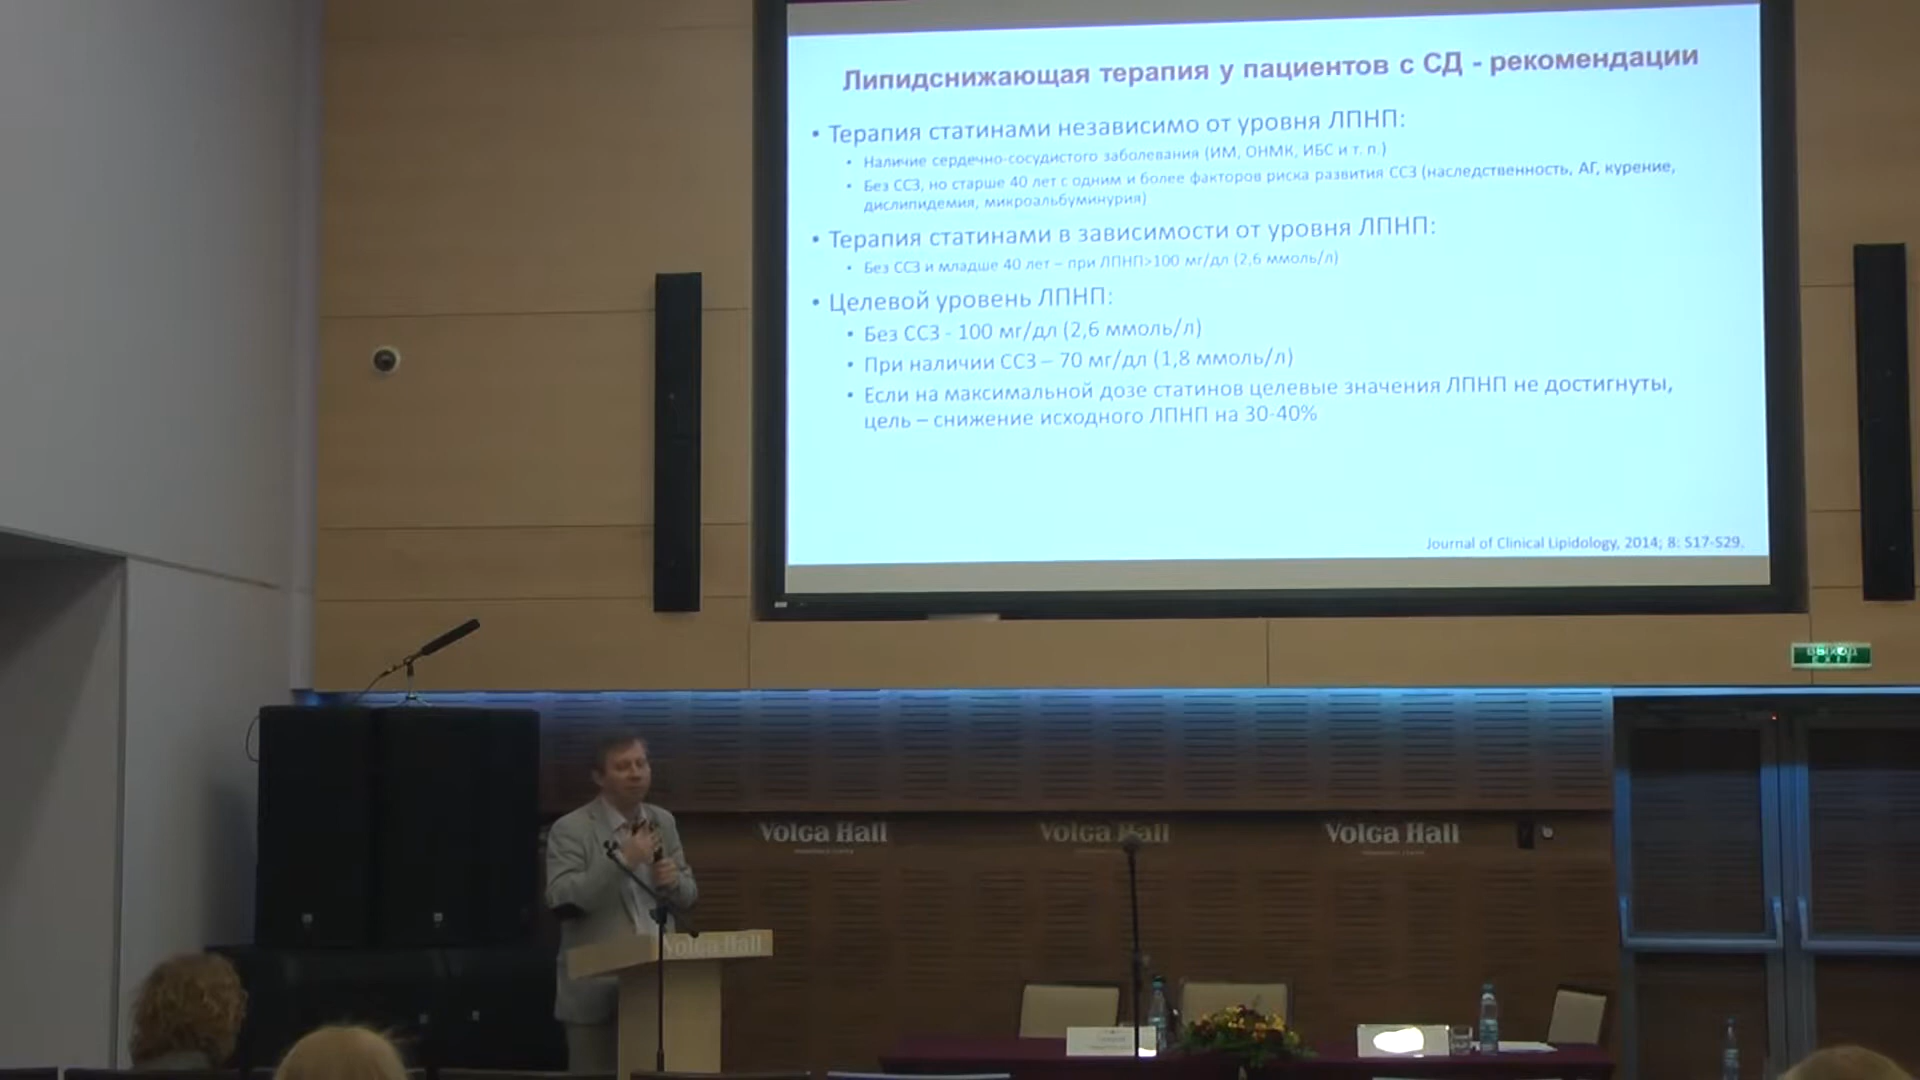 Липидснижающая терапия у пациентов с СД - рекомендации
• Терапия статинами независимо от уровня ЛПНП:
• Наличие сердечно-сосудистого заболевания (ИМ, ОНМК, ИБС и т. п.)
• Без ССЗ, но старше 40 лет с одним и более факторов риска развития ССЗ (наследственность, АГ, курение,
дислипидемия, микроальбуминурия)
• Терапия статинами в зависимости от уровня ЛПНП:
• Без ССЗ и младше 40 лет – при ЛПНП>100 мг/дл (2,6 ммоль/л)
• Целевой уровень ЛПНП:
• Без ССЗ - 100 мг/дл (2,6 ммоль/л)
• При наличии ССЗ – 70 мг/дл (1,8 ммоль/л)
• Если на максимальной дозе статинов целевые значения ЛПНП не достигнуты,
цель – снижение исходного ЛПНП на 30-40%
Journal of Clinical Lipidology, 2014; 8: S17-S29.
ВЫХОД
EXIT
Volga Hall
Volga Hall
Volga Hall
Volga Hall